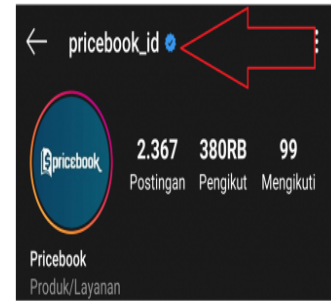 pricebook_id
pricebook
2.367 380RB 99
Postingan Pengikut Mengikuti
Pricebook
Produk/Layanan